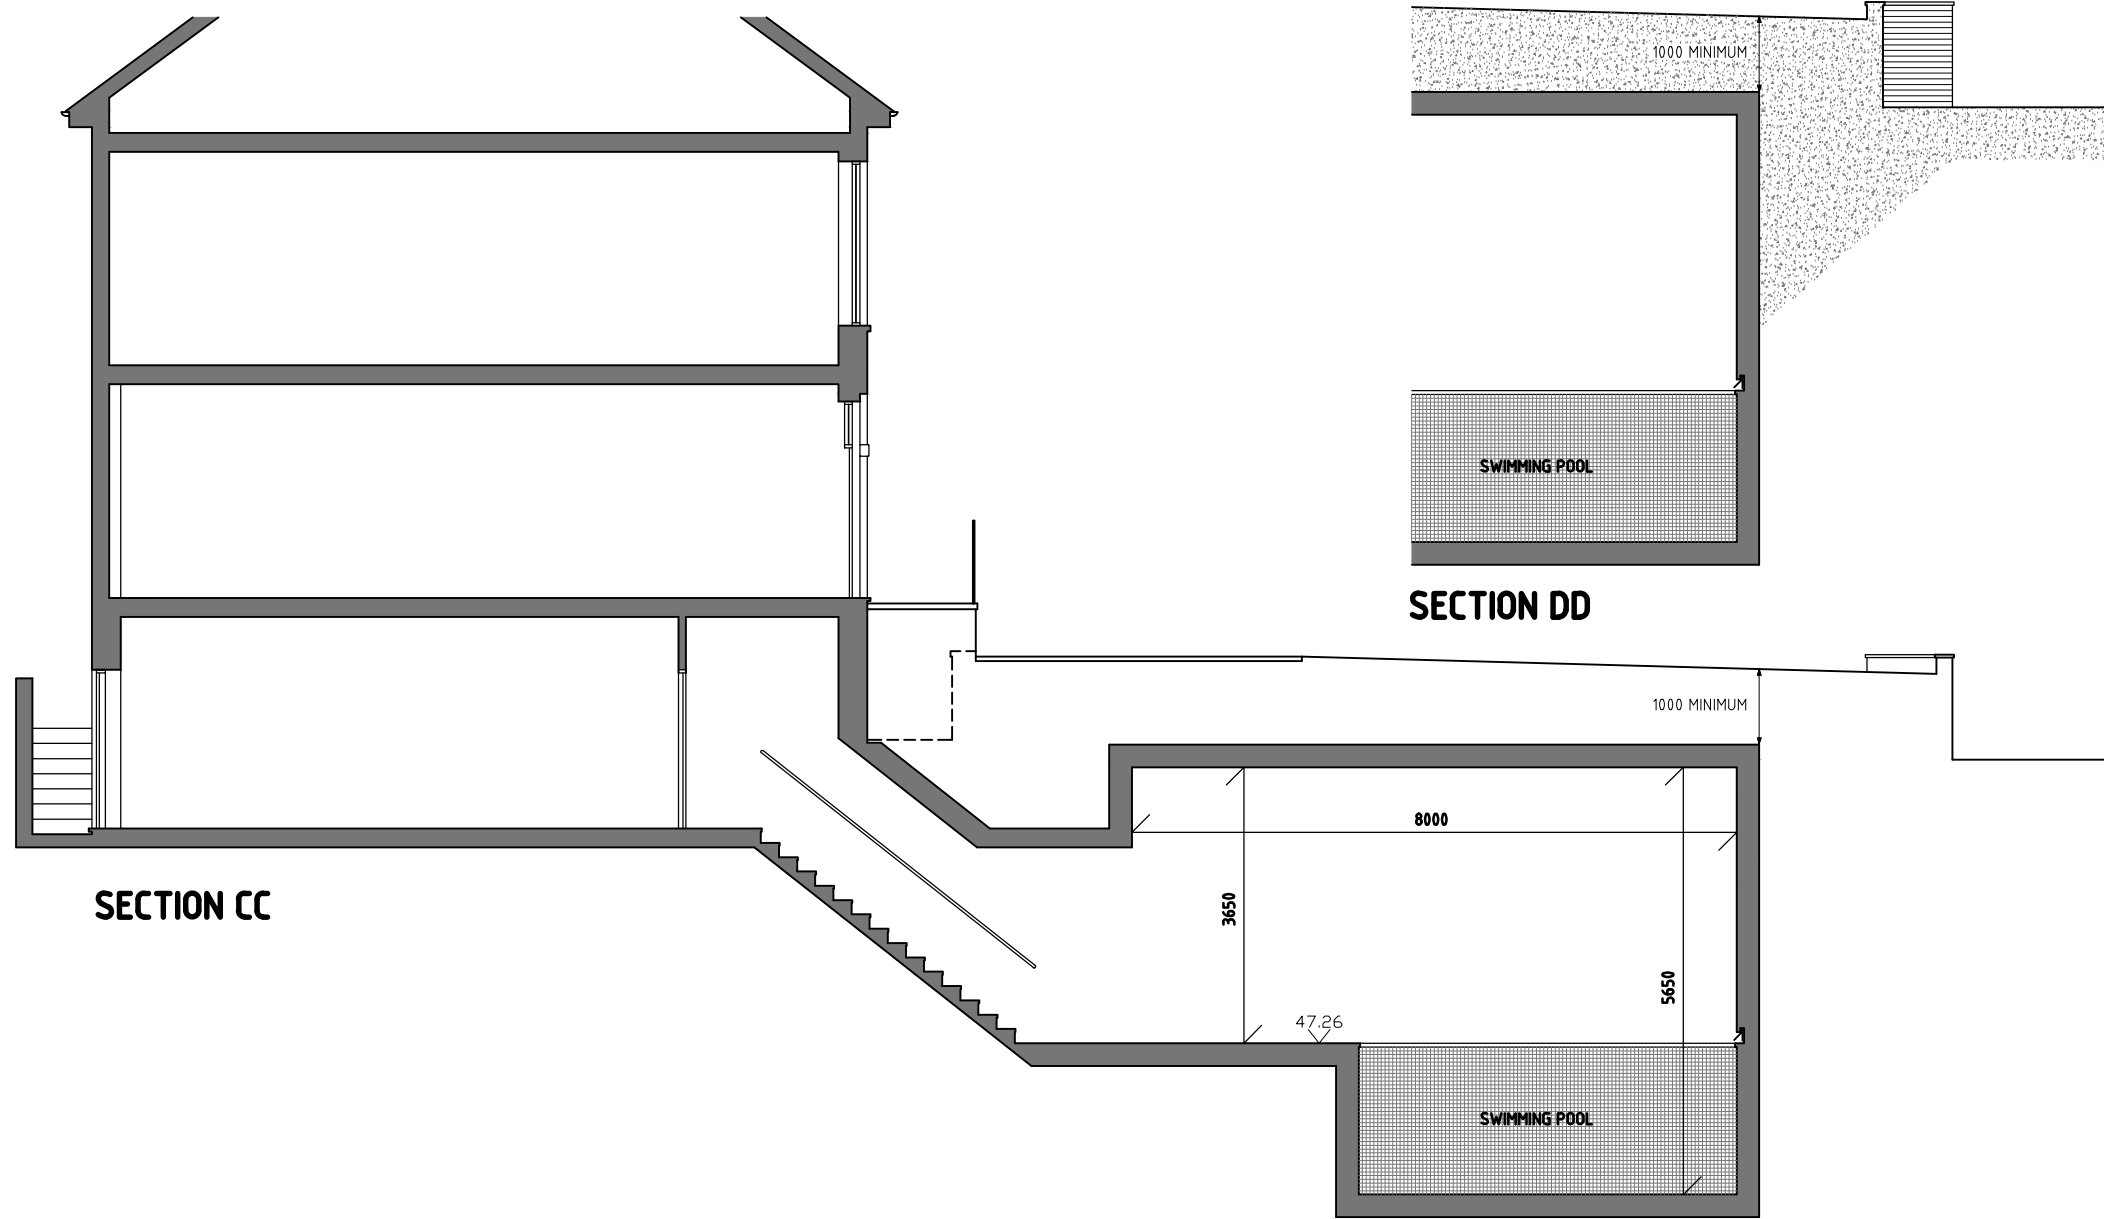 1000 MINIMUM
SWIMMING POOL
SECTION DD
1000 MINIMUM
8000
SECTION CC
3650
5650
47.26
SWIMMING POOL